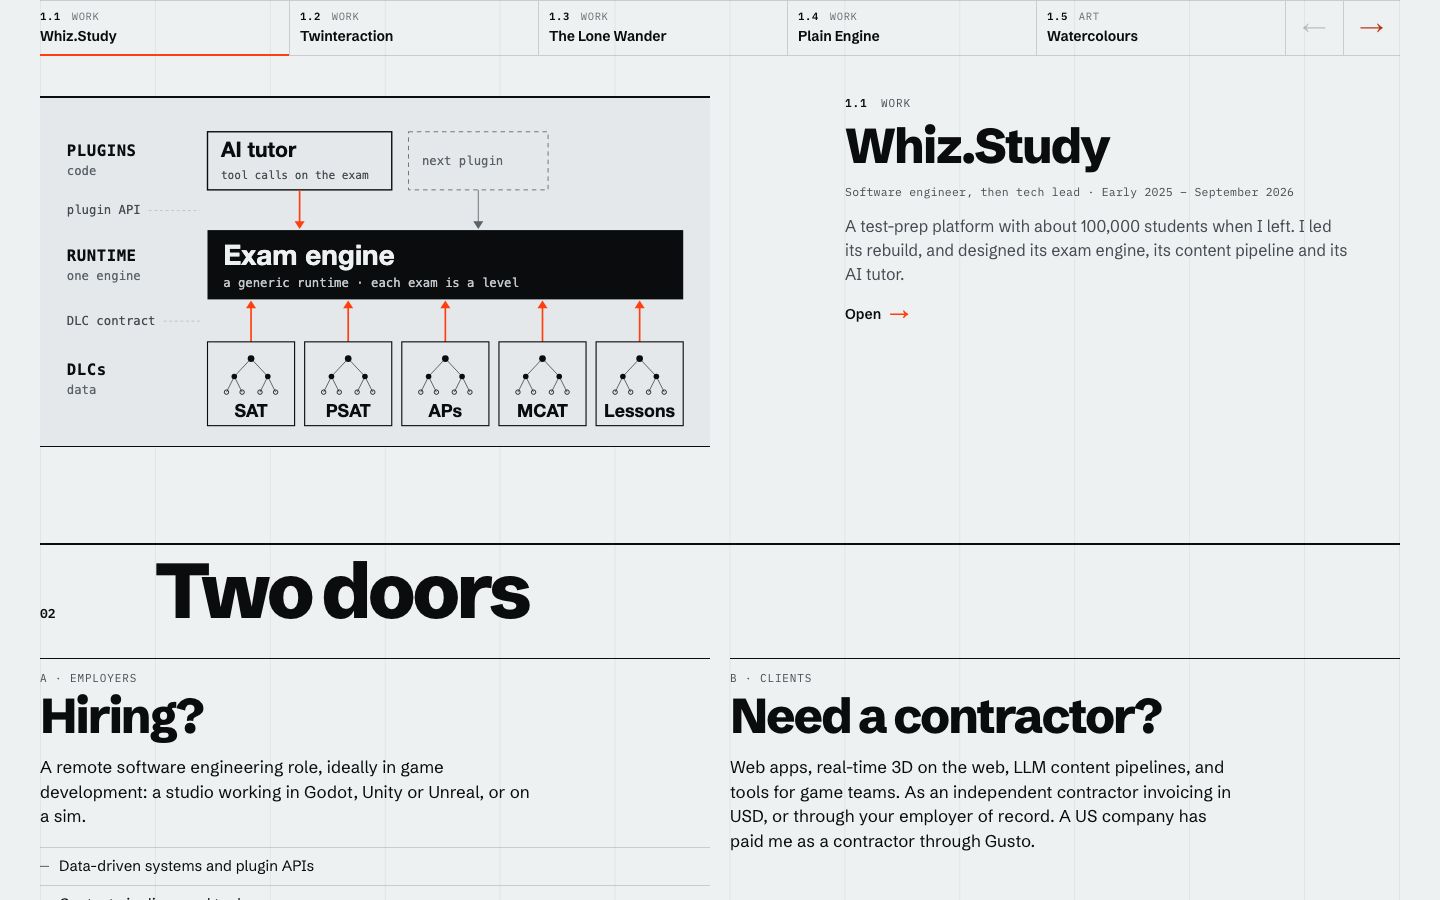 1.1 WORK
Whiz.Study
1.2 WORK
Twinteraction
1.3 WORK
The Lone Wander
1.4 WORK
Plain Engine
1.5 ART
Watercolours
PLUGINS
code
AI tutor
tool calls on the exam
next plugin
plugin API
RUNTIME
one engine
Exam engine
a generic runtime · each exam is a level
DLC contract
DLCs
data
SAT
PSAT
APs
MCAT
Lessons
1.1 WORK
Whiz.Study
Software engineer, then tech lead · Early 2025 – September 2026
A test-prep platform with about 100,000 students when I left. I led
its rebuild, and designed its exam engine, its content pipeline and its
AI tutor.
Open →
02
Two doors
A · EMPLOYERS
Hiring?
A remote software engineering role, ideally in game
development: a studio working in Godot, Unity or Unreal, or on
a sim.
– Data-driven systems and plugin APIs
B · CLIENTS
Need a contractor?
Web apps, real-time 3D on the web, LLM content pipelines, and
tools for game teams. As an independent contractor invoicing in
USD, or through your employer of record. A US company has
paid me as a contractor through Gusto.